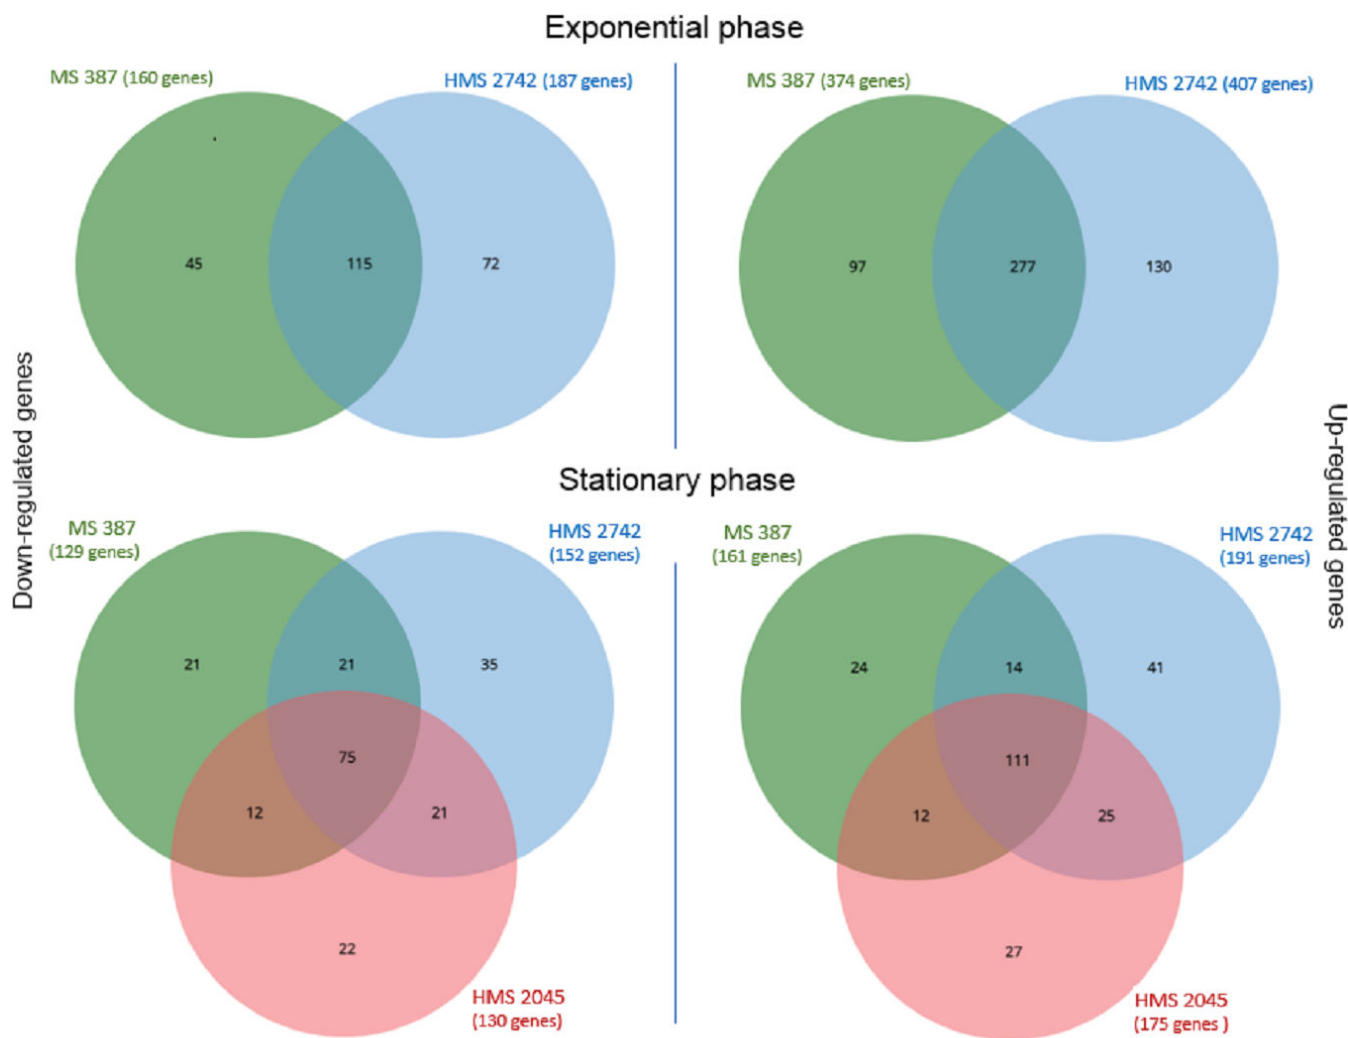 Exponential phase
MS 387 (160 genes)
HMS 2742 (187 genes)
45
115
72
MS 387 (374 genes)
HMS 2742 (407 genes)
97
277
130
Down-regulated genes
Up-regulated genes
Stationary phase
MS 387
(129 genes)
HMS 2742
(152 genes)
21
21
35
75
12
21
22
HMS 2045
(130 genes)
MS 387
(161 genes)
HMS 2742
(191 genes)
24
14
41
111
12
25
27
HMS 2045
(175 genes )